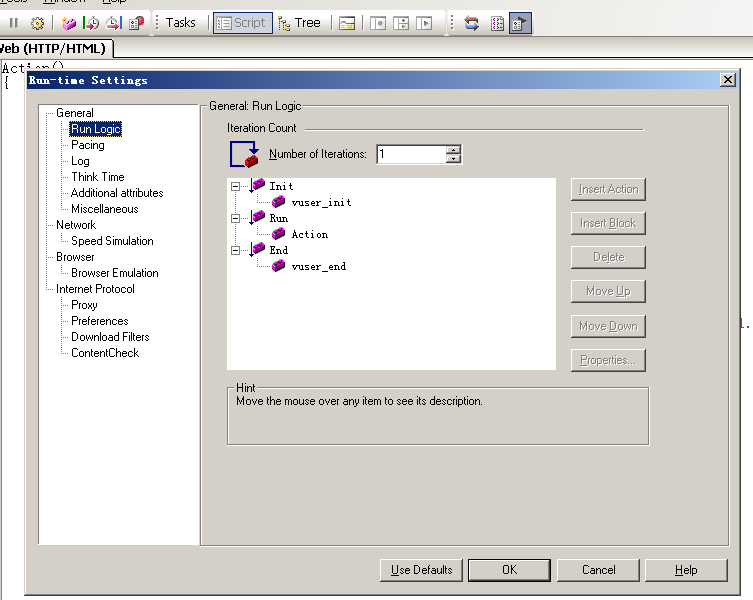 Tasks Script Tree
Web (HTTP/HTML)
Action()
{
Run-time Settings
General
Run Logic
Pacing
Log
Think Time
Additional attributes
Miscellaneous
Network
Speed Simulation
Browser
Browser Emulation
Internet Protocol
Proxy
Preferences
Download Filters
ContentCheck
General: Run Logic
Iteration Count
Number of Iterations: 1
Init
vuser_init
Run
Action
End
vuser_end
Insert Action
Insert Block
Delete
Move Up
Move Down
Properties...
Hint
Move the mouse over any item to see its description.
Use Defaults
OK
Cancel
Help